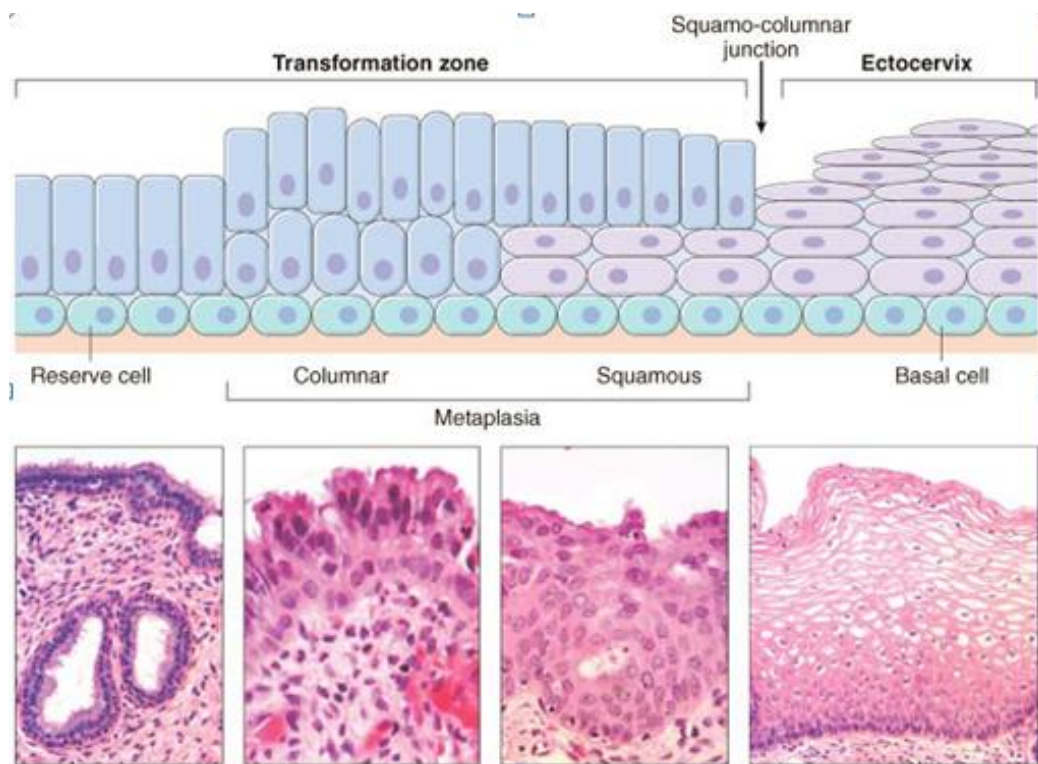 Squamo-columnar
junction
Transformation zone
Ectocervix
Reserve cell
Columnar
Squamous
Basal cell
Metaplasia